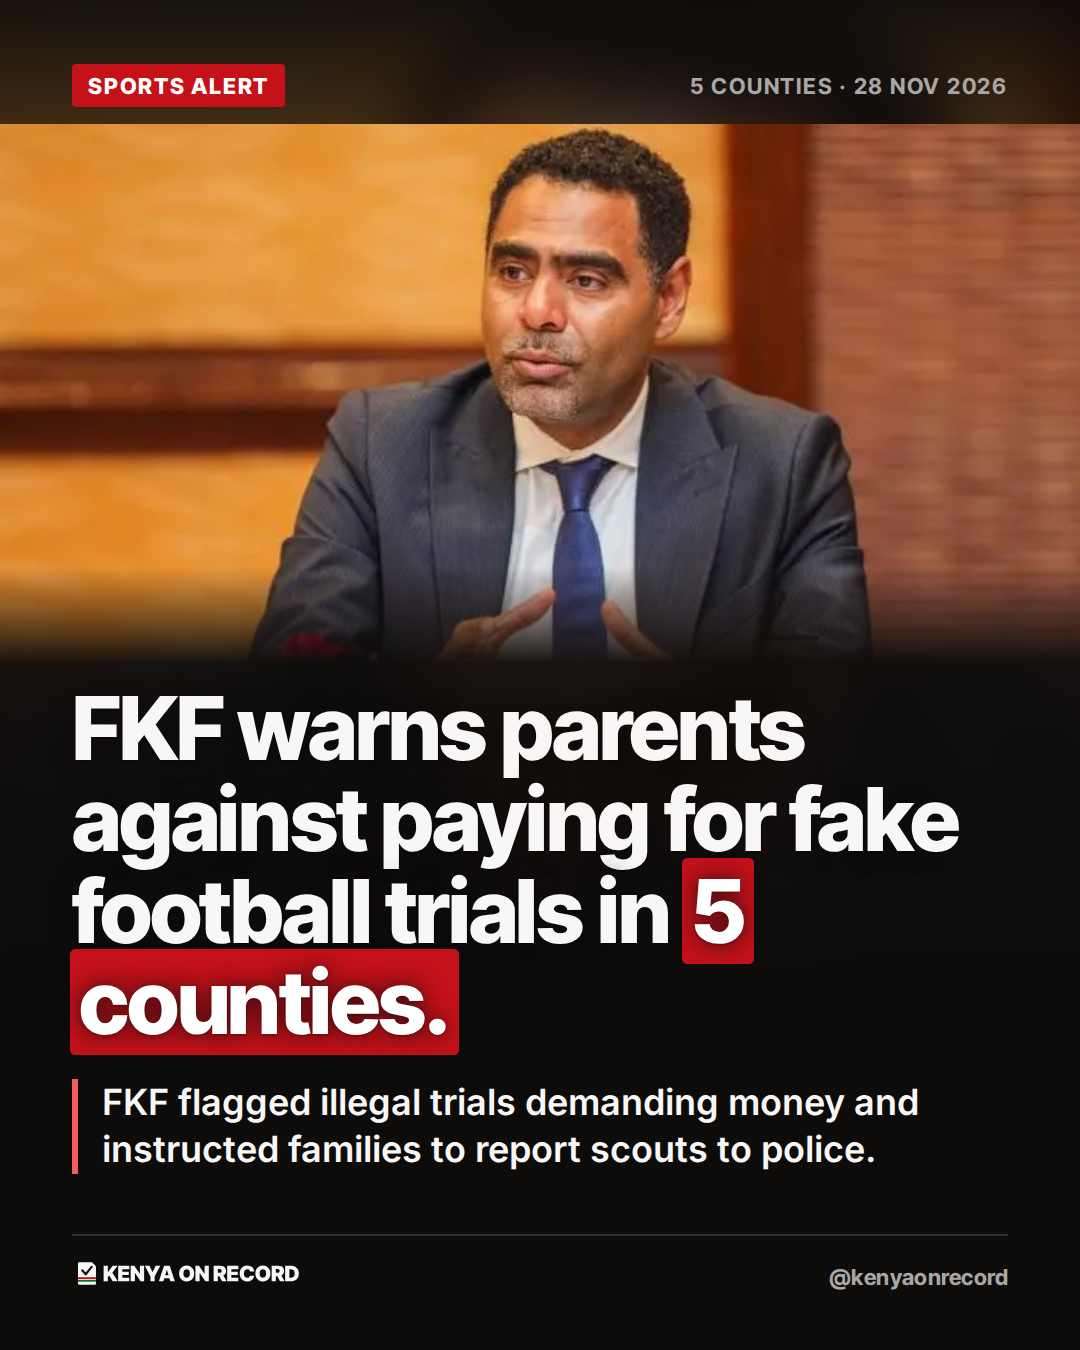 SPORTS ALERT
5 COUNTIES · 28 NOV 2026
FKF warns parents
against paying for fake
football trials in 5
counties.
FKF flagged illegal trials demanding money and
instructed families to report scouts to police.
KENYA ON RECORD
@kenyaonrecord